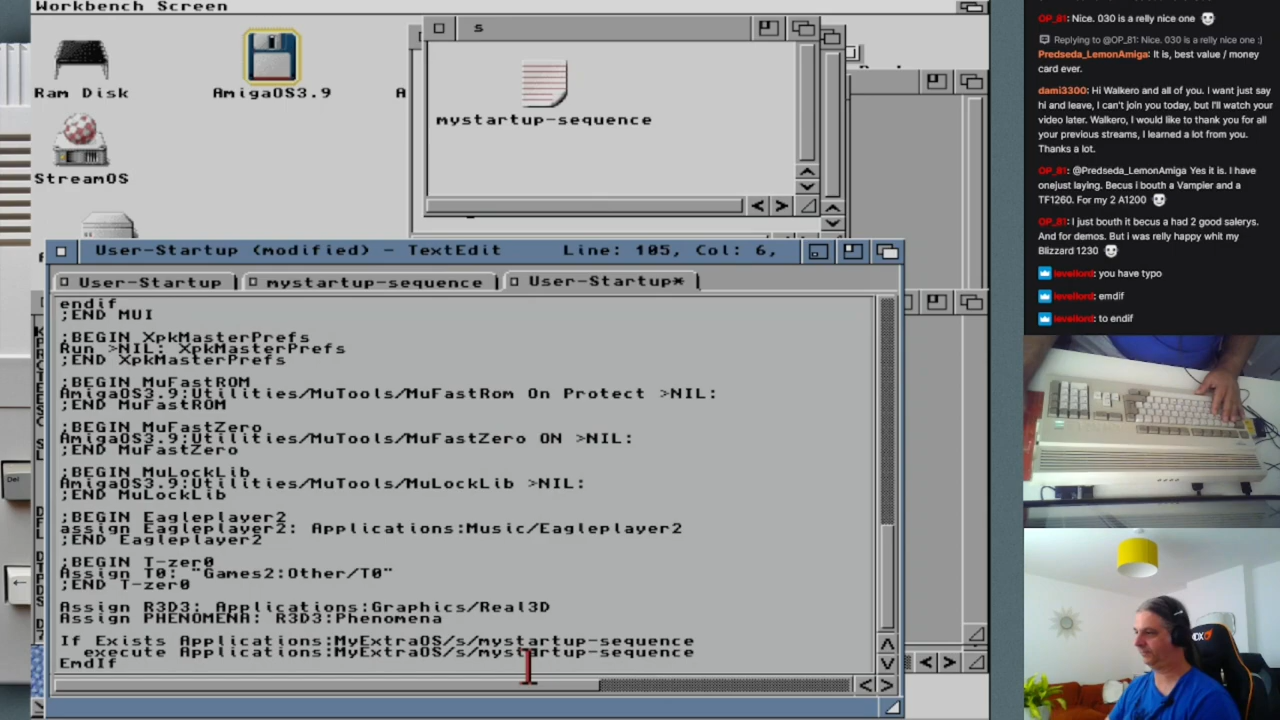 Workbench Screen
Ram Disk
AmigaOS3.9
A
StreamOS
s
mystartup-sequence
User-Startup (modified) - TextEdit
Line: 105, Col: 6,
User-Startup
mystartup-sequence
User-Startup*
endif
;END MUI
;BEGIN XpkMasterPrefs
Run >NIL: XpkMasterPrefs
;END XpkMasterPrefs
;BEGIN MuFastROM
AmigaOS3.9:Utilities/MuTools/MuFastRom On Protect >NIL:
;END MuFastROM
;BEGIN MuFastZero
AmigaOS3.9:Utilities/MuTools/MuFastZero ON >NIL:
;END MuFastZero
;BEGIN MuLockLib
AmigaOS3.9:Utilities/MuTools/MuLockLib >NIL:
;END MuLockLib
;BEGIN Eagleplayer2
assign Eagleplayer2: Applications:Music/Eagleplayer2
;END Eagleplayer2
;BEGIN T-zer0
Assign T0: "Games2:Other/T0"
;END T-zer0
Assign R3D3: Applications:Graphics/Real3D
Assign PHENOMENA: R3D3:Phenomena
If Exists Applications:MyExtraOS/s/mystartup-sequence
execute Applications:MyExtraOS/s/mystartup-sequence
EmdIf
Del
OP_81: Nice. 030 is a relly nice one
Replying to @OP_81: Nice. 030 is a relly nice one :)
Predseda_LemonAmiga: It is, best value / money
card ever.
dami3300: Hi Walkero and all of you. I want just say
hi and leave, I can't join you today, but I'll watch your
video later. Walkero, I would like to thank you for all
your previous streams, I learned a lot from you.
Thanks a lot.
OP_81: @Predseda_LemonAmiga Yes it is. I have
onejust laying. Becus i bouth a Vampier and a
TF1260. For my 2 A1200
OP_81: I just bouth it becus a had 2 good salerys.
And for demos. But i was relly happy whit my
Blizzard 1230
levellord: you have typo
levellord: emdif
levellord: to endif